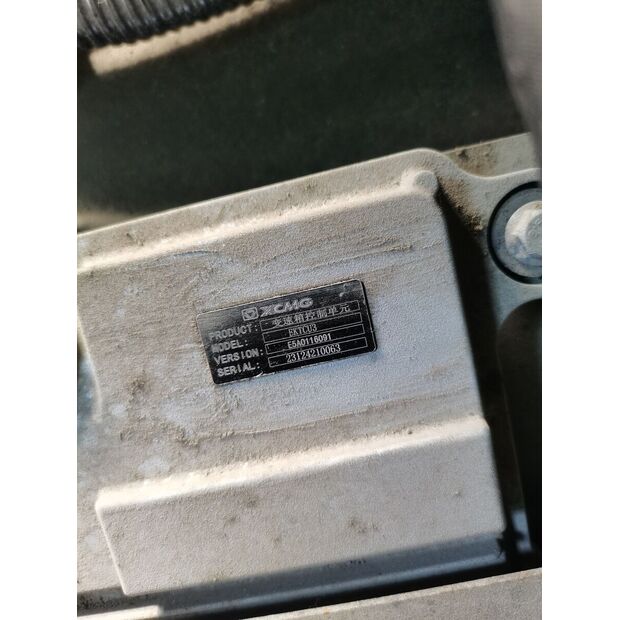 XCMG
PRODUCT: 变速箱控制单元
MODEL: EKTCU3
VERSION: E5A0116091
SERIAL: 23124210063